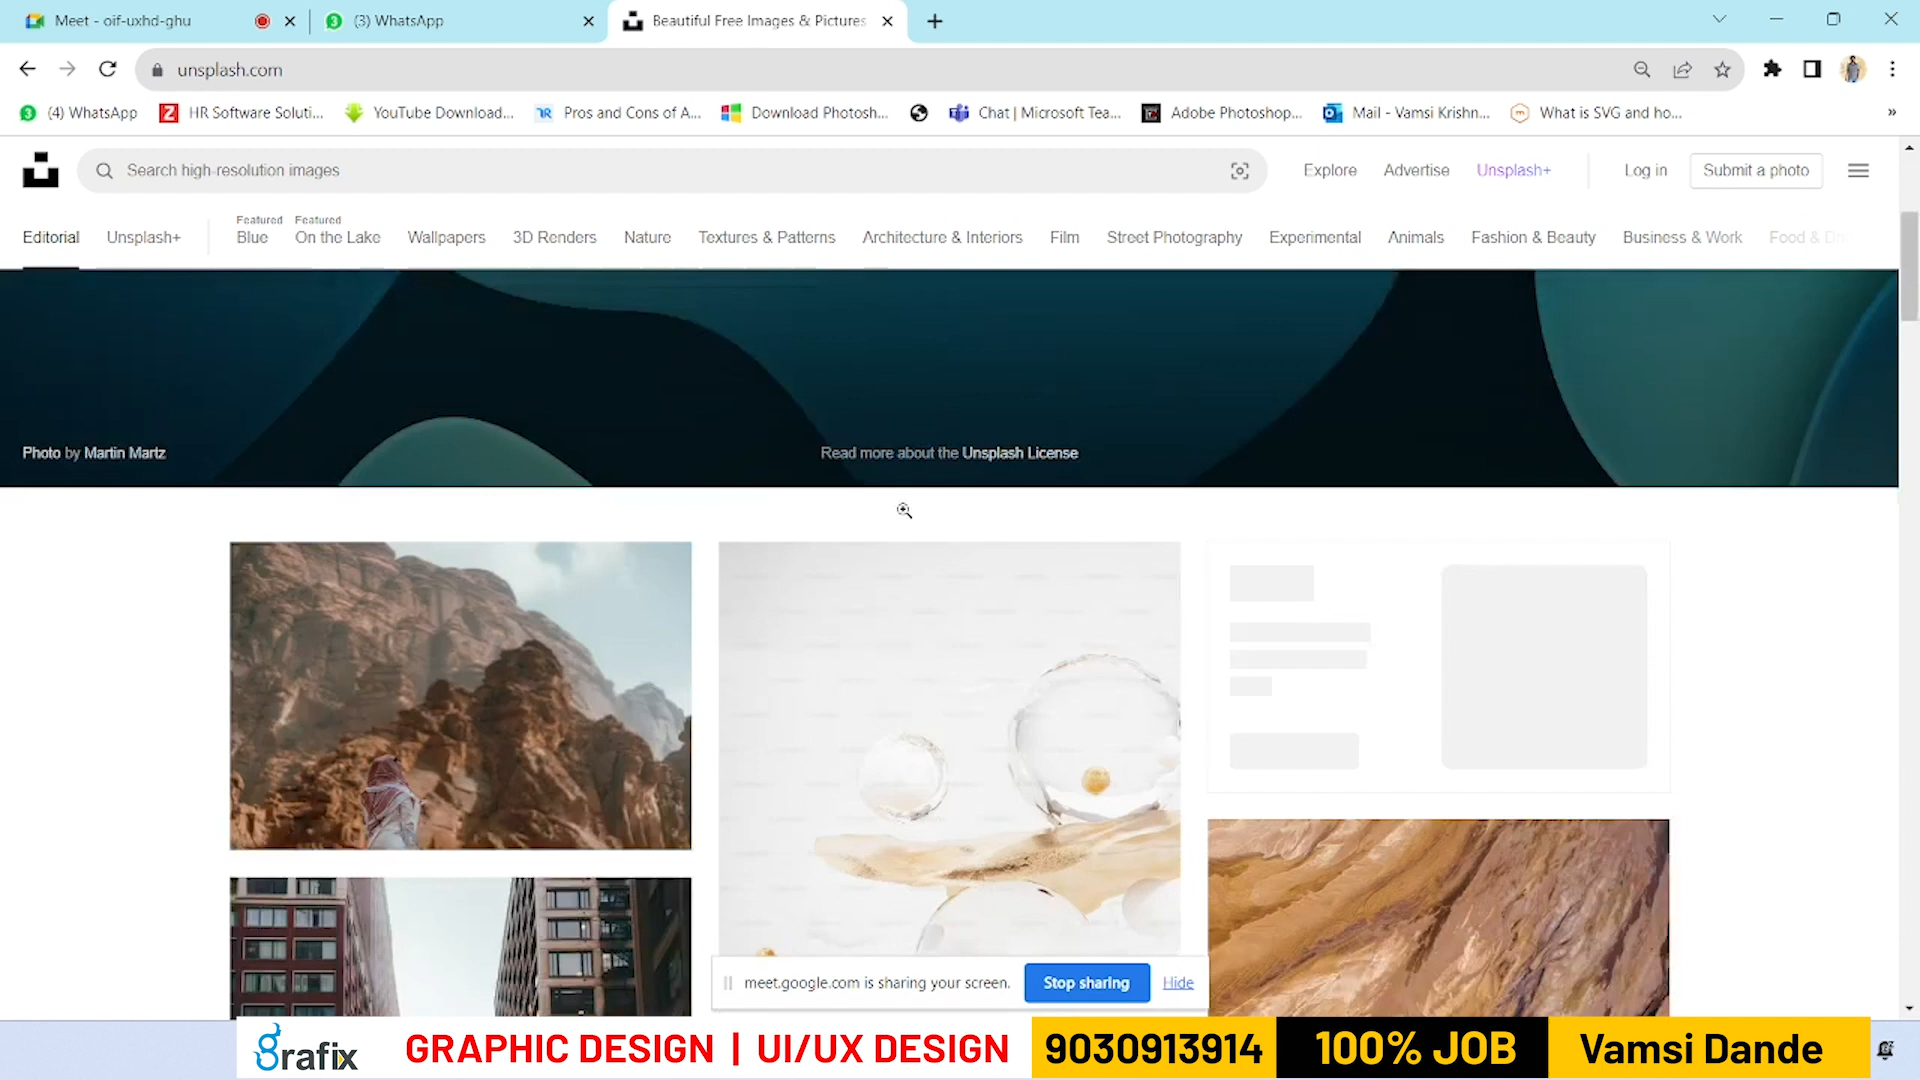 Meet - oif-uxhd-ghu
(3) WhatsApp
Beautiful Free Images & Pictures
unsplash.com
(4) WhatsApp
HR Software Soluti...
YouTube Download...
Pros and Cons of A...
Download Photosh...
Chat | Microsoft Tea...
Adobe Photoshop...
Mail - Vamsi Krishn...
What is SVG and ho...
»
Search high-resolution images
Explore
Advertise
Unsplash+
Log in
Submit a photo
Editorial
Unsplash+
Featured
Blue
Featured
On the Lake
Wallpapers
3D Renders
Nature
Textures & Patterns
Architecture & Interiors
Film
Street Photography
Experimental
Animals
Fashion & Beauty
Business & Work
Food &
Photo by Martin Martz
Read more about the Unsplash License
meet.google.com is sharing your screen.
Stop sharing
Hide
Grafix
GRAPHIC DESIGN | UI/UX DESIGN
9030913914
100% JOB
Vamsi Dande